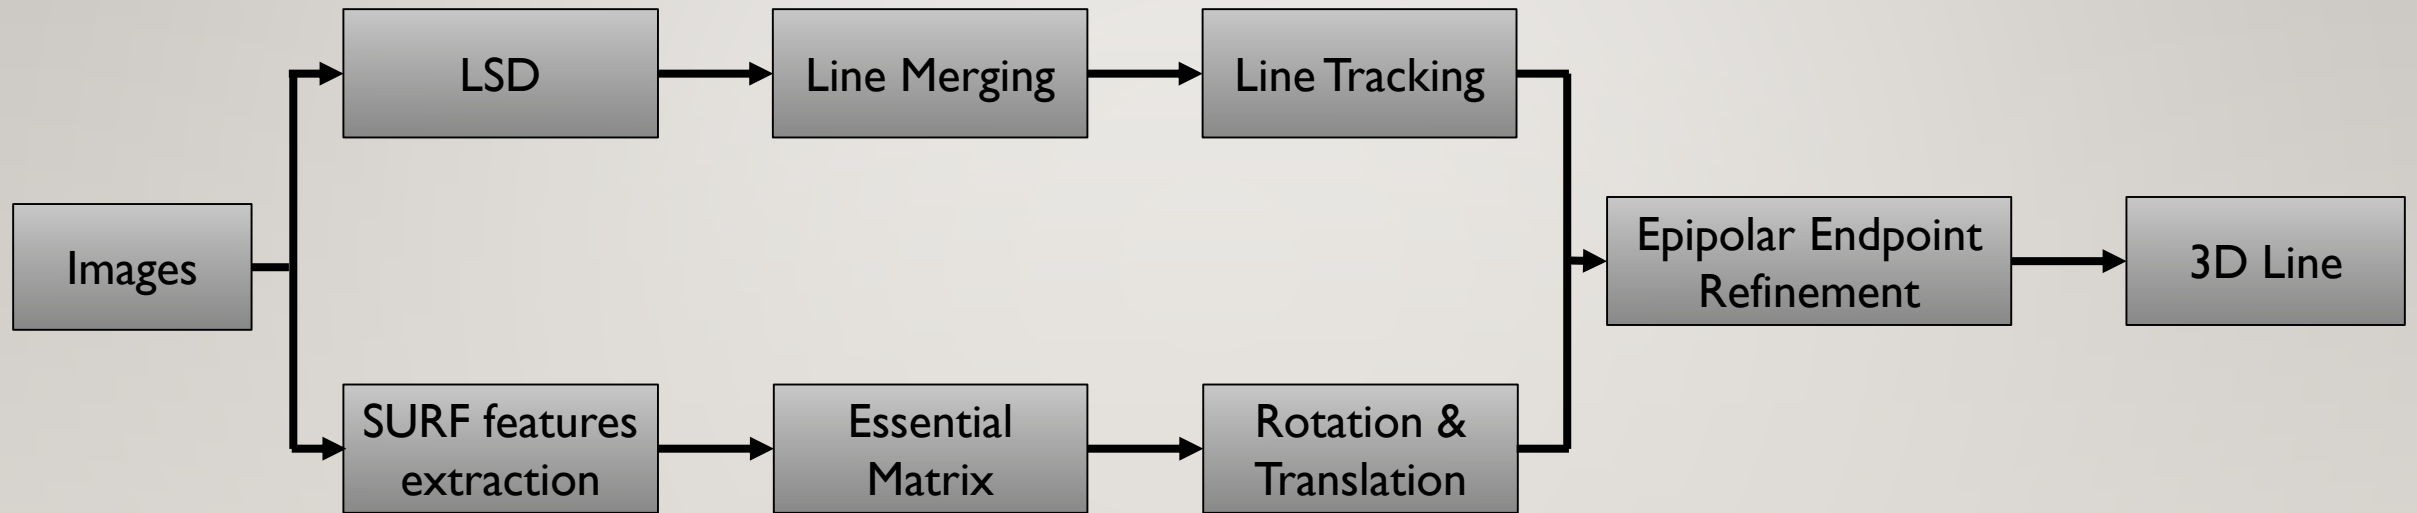 Images
LSD
Line Merging
Line Tracking
SURF features
extraction
Essential
Matrix
Rotation &
Translation
Epipolar Endpoint
Refinement
3D Line